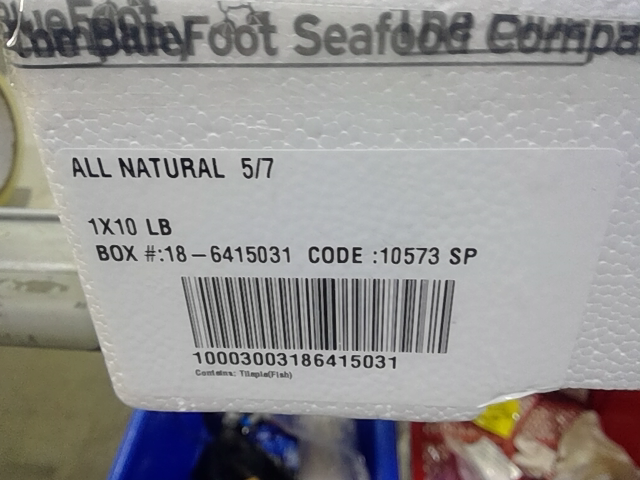 the BlueFoot Seafood Compa
ALL NATURAL 5/7
1X10 LB
BOX #:18-6415031 CODE :10573 SP
10003003186415031
Contains: Tilapia(Fish)